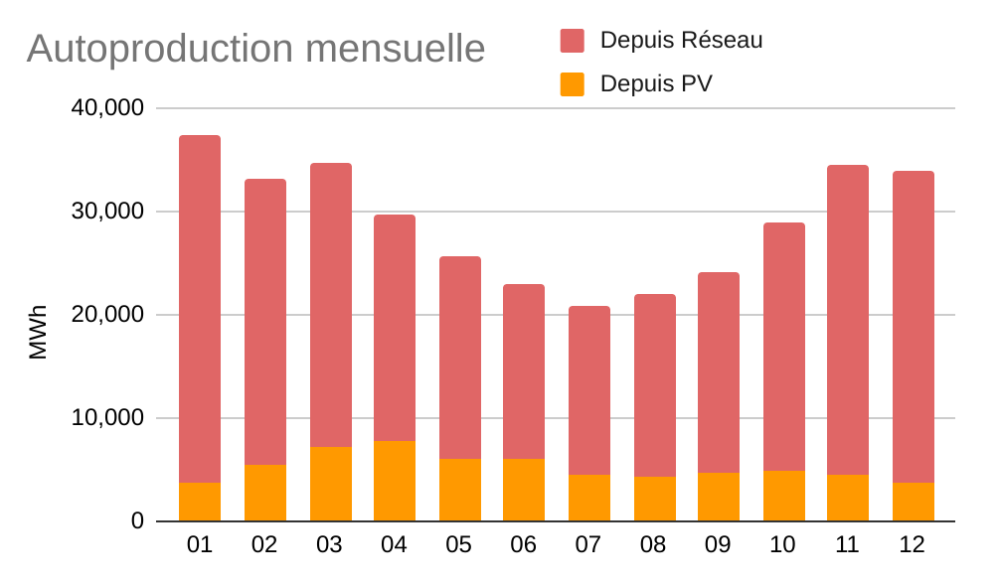 Autoproduction mensuelle
Depuis Réseau
Depuis PV
MWh
40,000
30,000
20,000
10,000
0
01 02 03 04 05 06 07 08 09 10 11 12